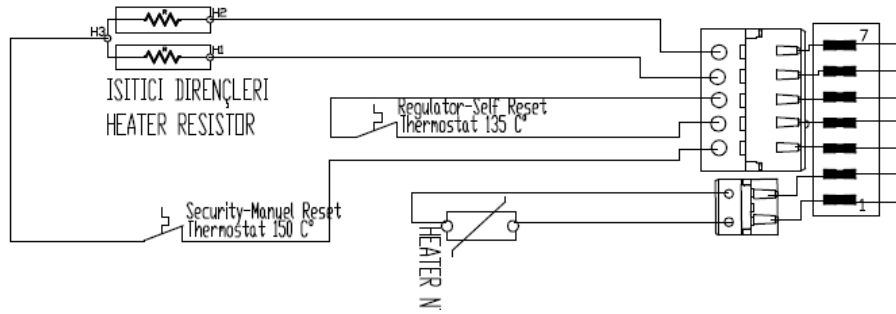 R
H2
H3
R
H1
7
ISITICI DIRENÇLERI
HEATER RESISTOR
Regulator-Self Reset
Thermostat 135 C°
Security-Manuel Reset
Thermostat 150 C°
1
HEATER